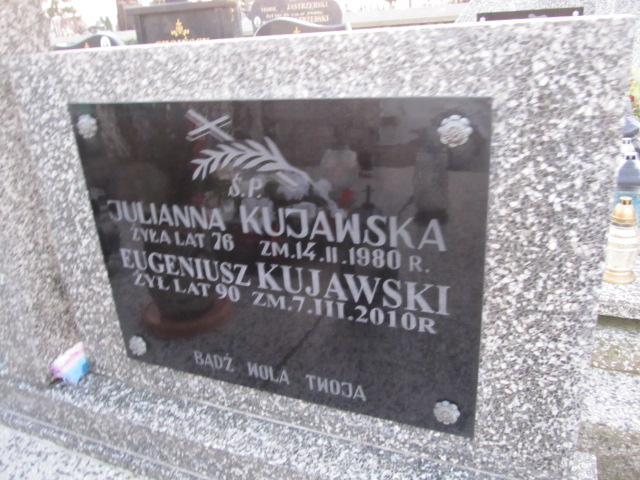 JASTRZĘBSKI
Ś.P.
JULIANNA KUJAWSKA
ŻYŁA LAT 76 ZM.14.II.1980 R.
EUGENIUSZ KUJAWSKI
ŻYŁ LAT 90 ZM.7.III.2010R
BĄDŹ WOLA TWOJA